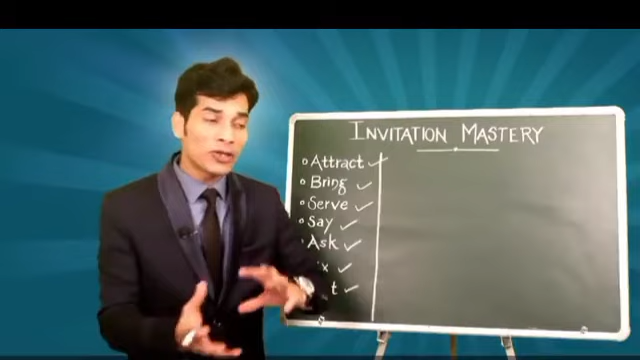 INVITATION MASTERY
Attract
Bring
Serve
Say
Ask